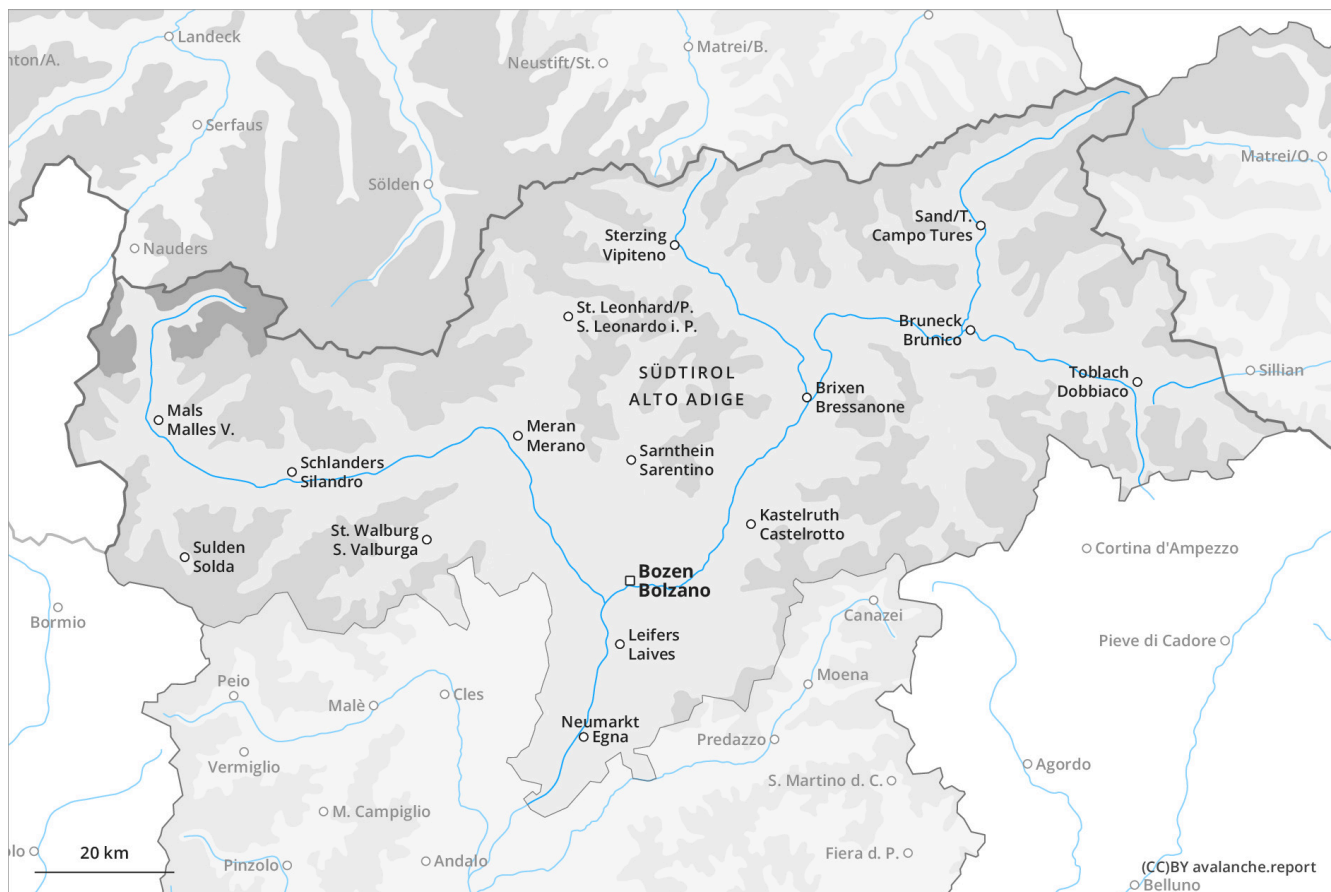 Landeck
nton/A.
Matrei/B.
Neustift/St.
Serfaus
Matrei/O.
Sölden
Sand/T.
Campo Tures
Nauders
Sterzing
Vipiteno
St. Leonhard/P.
S. Leonardo i. P.
Bruneck
Brunico
SÜDTIROL
ALTO ADIGE
Toblach
Dobbiaco
Sillian
Brixen
Bressanone
Mals
Malles V.
Meran
Merano
Schlanders
Silandro
Sarnthein
Sarentino
Kastelruth
Castelrotto
St. Walburg
S. Valburga
Sulden
Solda
Cortina d'Ampezzo
Bozen
Bolzano
Bormio
Canazei
Leifers
Laives
Pieve di Cadore
Peio
Malè
Cles
Moena
Neumarkt
Egna
Predazzo
Vermiglio
Agordo
S. Martino d. C.
M. Campiglio
20 km
olo
Pinzolo
Andalo
Fiera d. P.
(CC)BY avalanche.report
Belluno